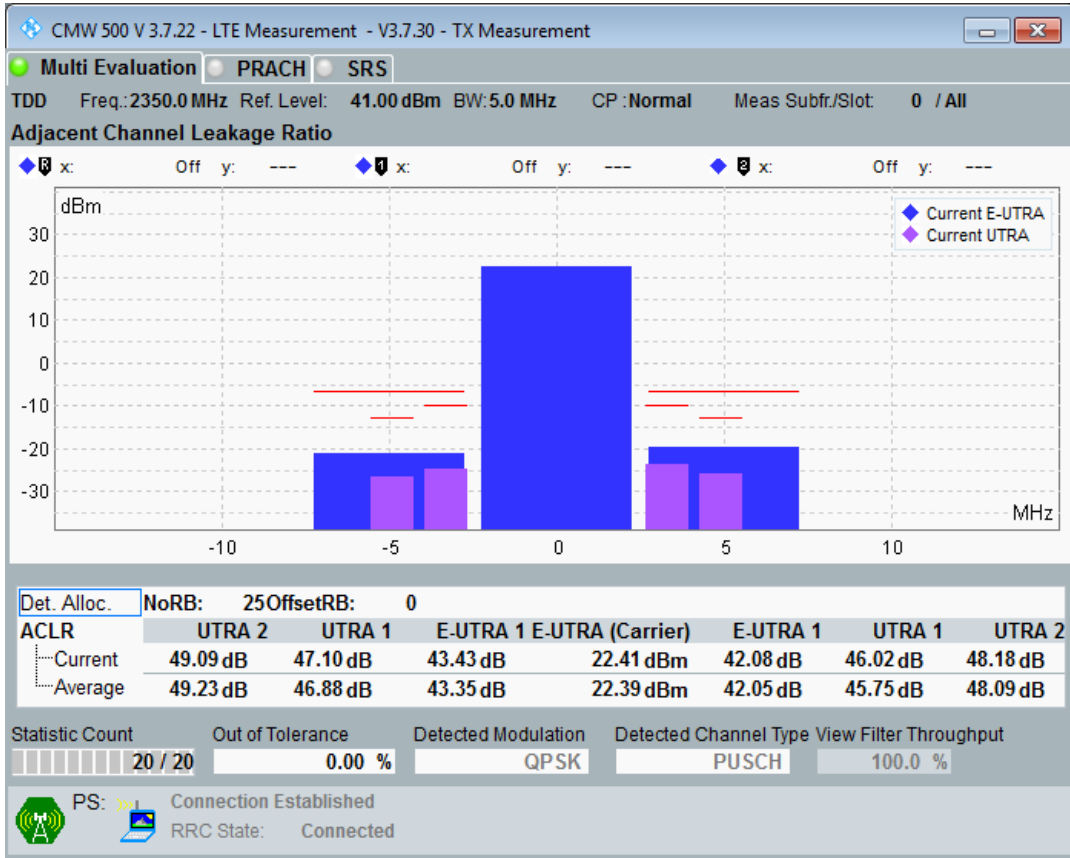 CMW 500 V 3.7.22 - LTE Measurement - V3.7.30 - TX Measurement
Multi Evaluation PRACH SRS
TDD Freq.: 2350.0 MHz Ref. Level: 41.00 dBm BW: 5.0 MHz CP : Normal Meas Subfr./Slot: 0 / All
Adjacent Channel Leakage Ratio
R x: Off y: --- 1 x: Off y: --- 2 x: Off y: ---
dBm
Current E-UTRA
Current UTRA
30
20
10
0
-10
-20
-30
MHz
-10 -5 0 5 10
Det. Alloc. NoRB: 25 OffsetRB: 0
ACLR UTRA 2 UTRA 1 E-UTRA 1 E-UTRA (Carrier) E-UTRA 1 UTRA 1 UTRA 2
Current 49.09 dB 47.10 dB 43.43 dB 22.41 dBm 42.08 dB 46.02 dB 48.18 dB
Average 49.23 dB 46.88 dB 43.35 dB 22.39 dBm 42.05 dB 45.75 dB 48.09 dB
Statistic Count Out of Tolerance Detected Modulation Detected Channel Type View Filter Throughput
20 / 20 0.00 % QPSK PUSCH 100.0 %
PS: Connection Established
RRC State: Connected